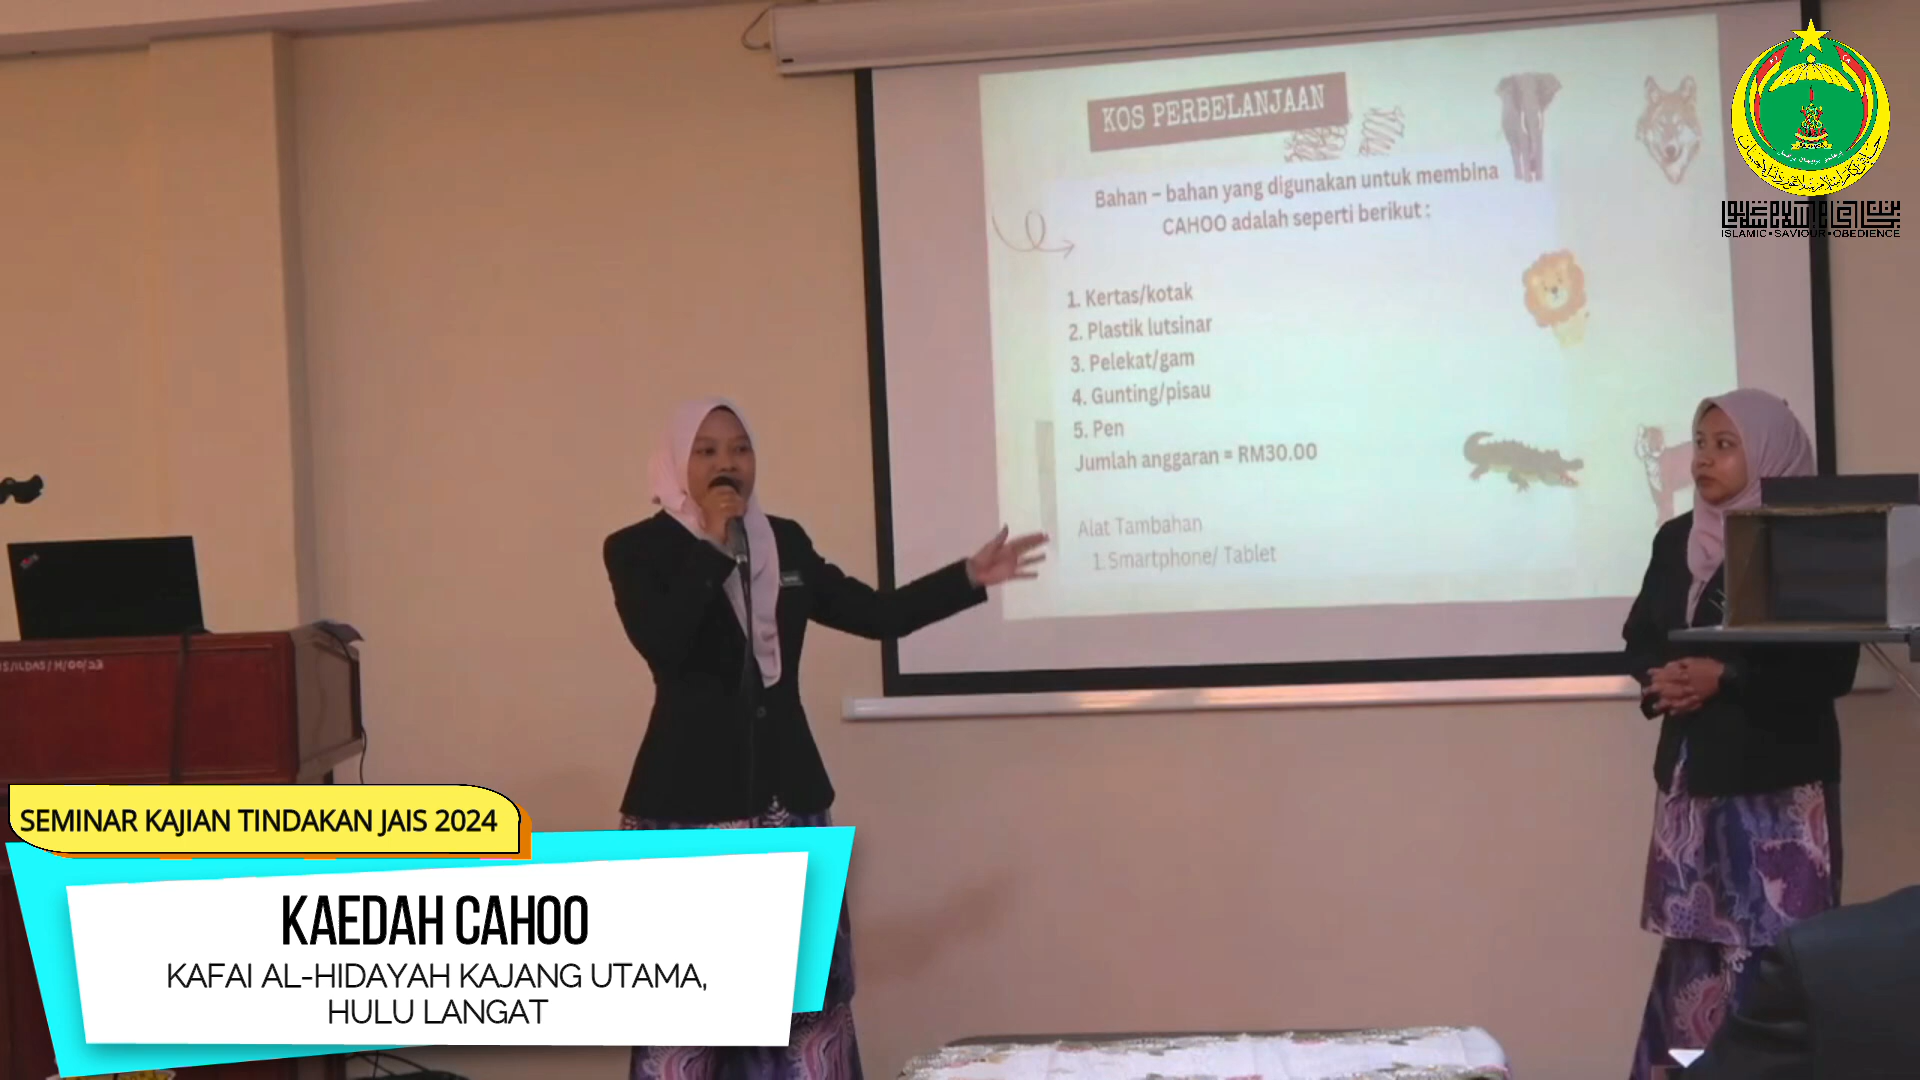 KOS PERBELANJAAN
Bahan – bahan yang digunakan untuk membina
CAHOO adalah seperti berikut :
1. Kertas/kotak
2. Plastik lutsinar
3. Pelekat/gam
4. Gunting/pisau
5. Pen
Jumlah anggaran = RM30.00
Alat Tambahan
1. Smartphone/ Tablet
ISLAMIC • SAVIOUR • OBEDIENCE
SEMINAR KAJIAN TINDAKAN JAIS 2024
KAEDAH CAHOO
KAFAI AL-HIDAYAH KAJANG UTAMA,
HULU LANGAT